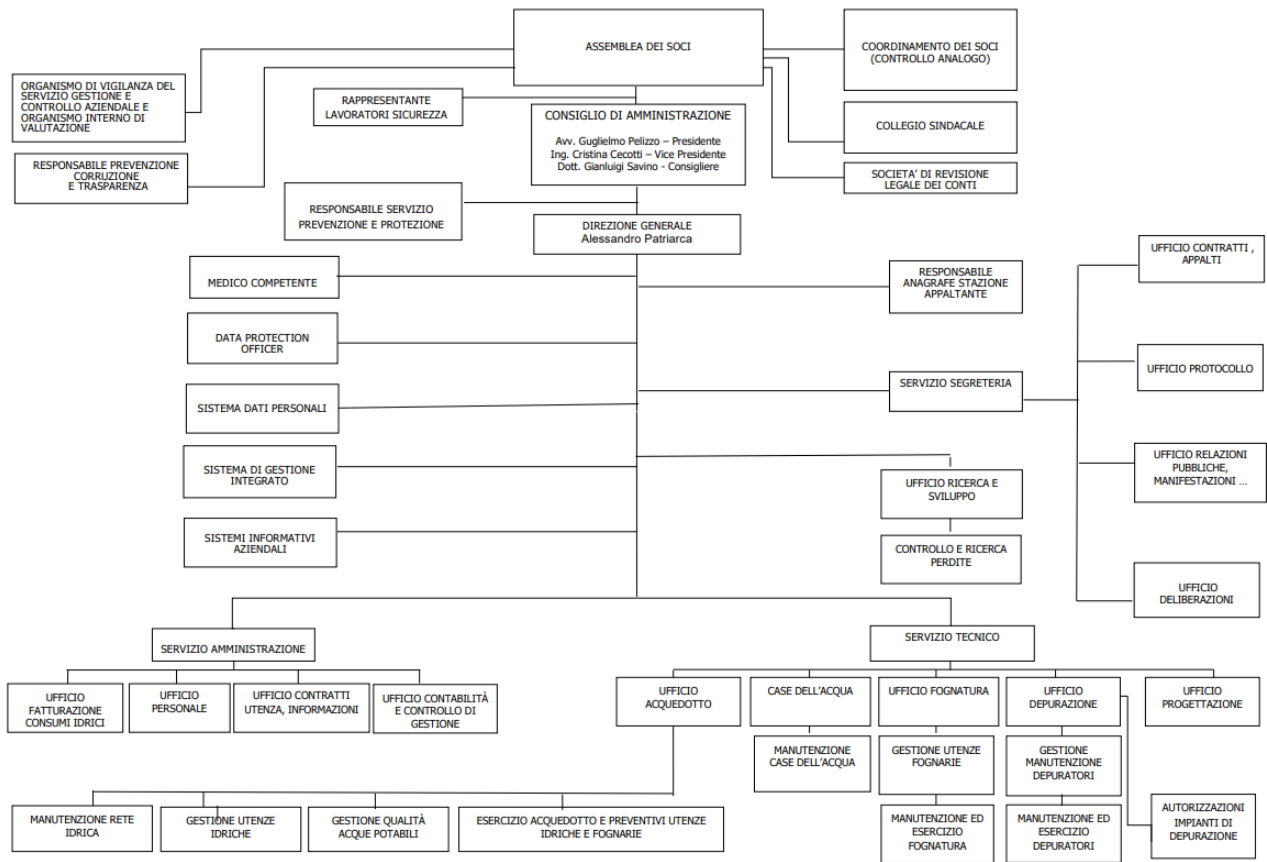 ASSEMBLEA DEI SOCI
COORDINAMENTO DEI SOCI
(CONTROLLO ANALOGO)
ORGANISMO DI VIGILANZA DEL
SERVIZIO GESTIONE E
CONTROLLO AZIENDALE E
ORGANISMO INTERNO DI
VALUTAZIONE
RAPPRESENTANTE
LAVORATORI SICUREZZA
CONSIGLIO DI AMMINISTRAZIONE
Avv. Guglielmo Pelizzo – Presidente
Ing. Cristina Cecotti – Vice Presidente
Dott. Gianluigi Savino - Consigliere
COLLEGIO SINDACALE
RESPONSABILE PREVENZIONE
CORRUZIONE
E TRASPARENZA
SOCIETA' DI REVISIONE
LEGALE DEI CONTI
RESPONSABILE SERVIZIO
PREVENZIONE E PROTEZIONE
DIREZIONE GENERALE
Alessandro Patriarca
UFFICIO CONTRATTI ,
APPALTI
MEDICO COMPETENTE
RESPONSABILE
ANAGRAFE STAZIONE
APPALTANTE
DATA PROTECTION
OFFICER
UFFICIO PROTOCOLLO
SERVIZIO SEGRETERIA
SISTEMA DATI PERSONALI
UFFICIO RELAZIONI
PUBBLICHE,
MANIFESTAZIONI ...
SISTEMA DI GESTIONE
INTEGRATO
UFFICIO RICERCA E
SVILUPPO
SISTEMI INFORMATIVI
AZIENDALI
CONTROLLO E RICERCA
PERDITE
UFFICIO
DELIBERAZIONI
SERVIZIO AMMINISTRAZIONE
SERVIZIO TECNICO
UFFICIO
FATTURAZIONE
CONSUMI IDRICI
UFFICIO
PERSONALE
UFFICIO CONTRATTI
UTENZA, INFORMAZIONI
UFFICIO CONTABILITÀ
E CONTROLLO DI
GESTIONE
UFFICIO
ACQUEDOTTO
CASE DELL'ACQUA
UFFICIO FOGNATURA
UFFICIO
DEPURAZIONE
UFFICIO
PROGETTAZIONE
MANUTENZIONE
CASE DELL'ACQUA
GESTIONE UTENZE
FOGNARIE
GESTIONE
MANUTENZIONE
DEPURATORI
MANUTENZIONE RETE
IDRICA
GESTIONE UTENZE
IDRICHE
GESTIONE QUALITÀ
ACQUE POTABILI
ESERCIZIO ACQUEDOTTO E PREVENTIVI UTENZE
IDRICHE E FOGNARIE
MANUTENZIONE ED
ESERCIZIO
FOGNATURA
MANUTENZIONE ED
ESERCIZIO
DEPURATORI
AUTORIZZAZIONI
IMPIANTI DI
DEPURAZIONE